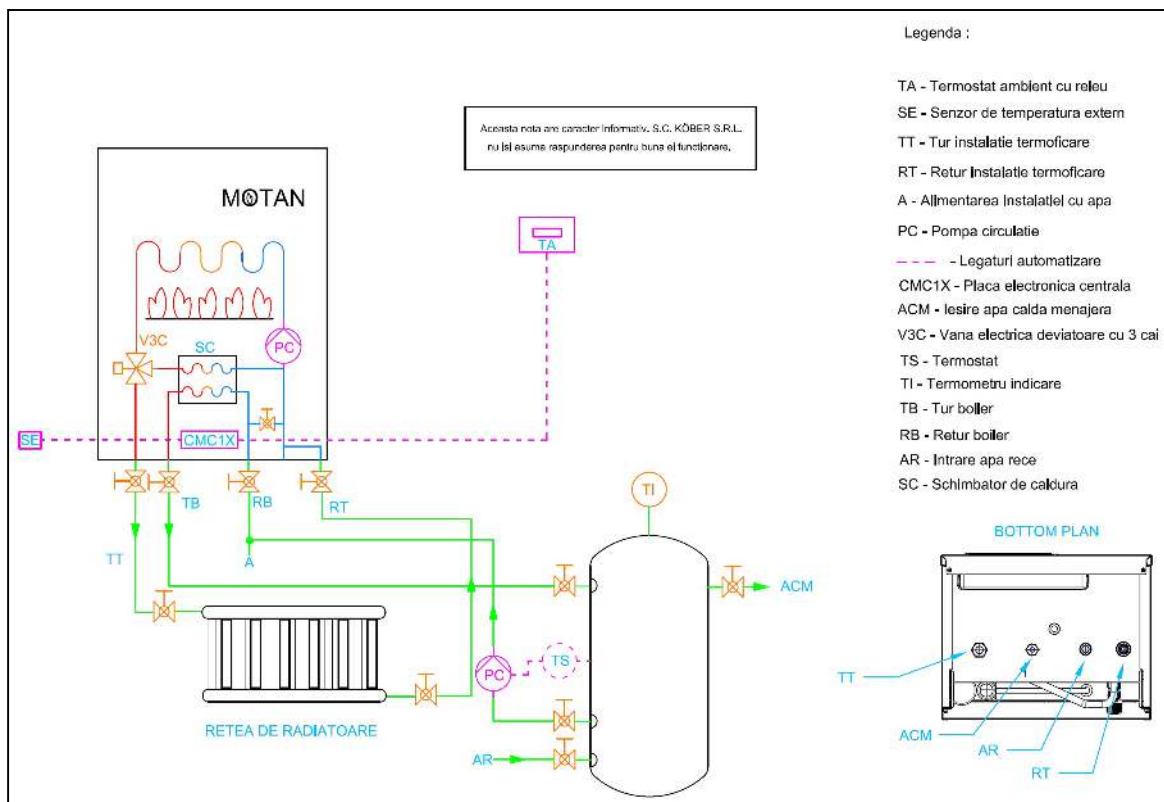 Legenda :
TA - Termostat ambient cu releu
SE - Senzor de temperatura extern
TT - Tur instalatie termoficare
RT - Retur instalatie termoficare
A - Alimentarea instalatiei cu apa
PC - Pompa circulatie
- Legaturi automatizare
CMC1X - Placa electronica centrala
ACM - Iesire apa calda menajera
V3C - Vana electrica deviatoare cu 3 cai
TS - Termostat
TI - Termometru indicare
TB - Tur boiler
RB - Retur boiler
AR - Intrare apa rece
SC - Schimbator de caldura
Aceasta nota are caracter informativ. S.C. KÖBER S.R.L.
nu isi esuma raspunderea pentru buna ei functionare.
MOTAN
TA
V3C
SC
PC
SE
CMC1X
TB
RB
RT
TI
TT
A
ACM
PC
TS
RETEA DE RADIATOARE
AR
BOTTOM PLAN
TT
ACM
AR
RT